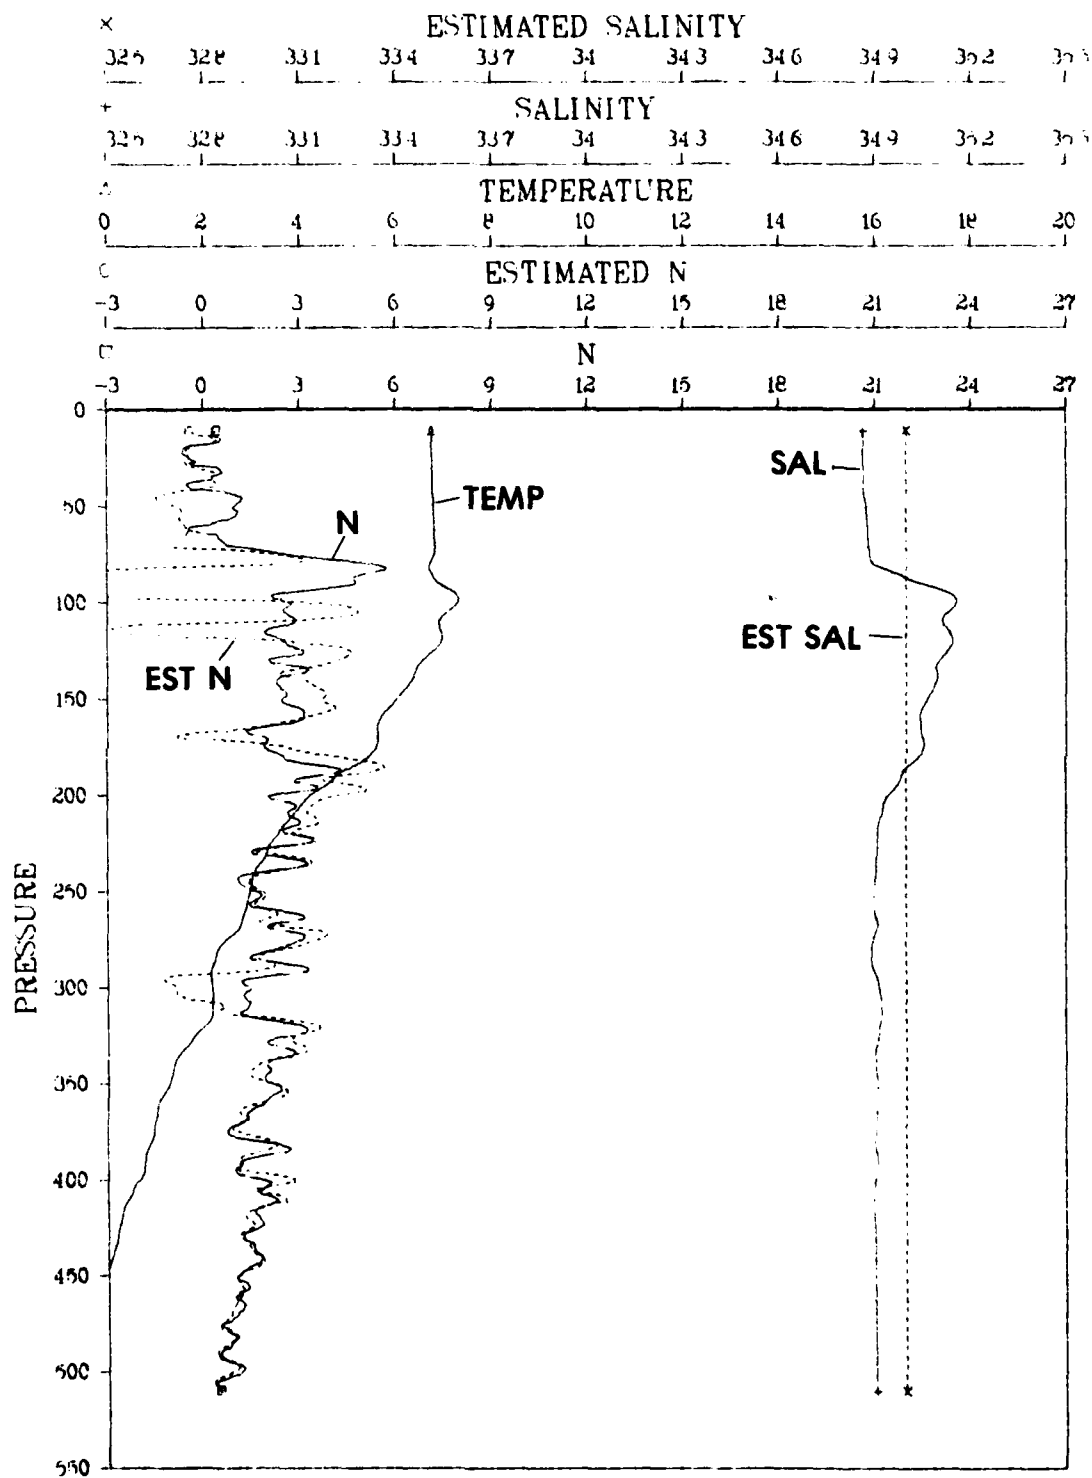 × ESTIMATED SALINITY
32.5 32.8 33.1 33.4 33.7 34 34.3 34.6 34.9 35.2
+ SALINITY
32.5 32.8 33.1 33.4 33.7 34 34.3 34.6 34.9 35.2
TEMPERATURE
0 2 4 6 8 10 12 14 16 18 20
ESTIMATED N
-3 0 3 6 9 12 15 18 21 24 27
N
-3 0 3 6 9 12 15 18 21 24 27
0
SAL
50
TEMP
N
100
EST SAL
EST N
150
200
250
PRESSURE
300
350
400
450
500
550